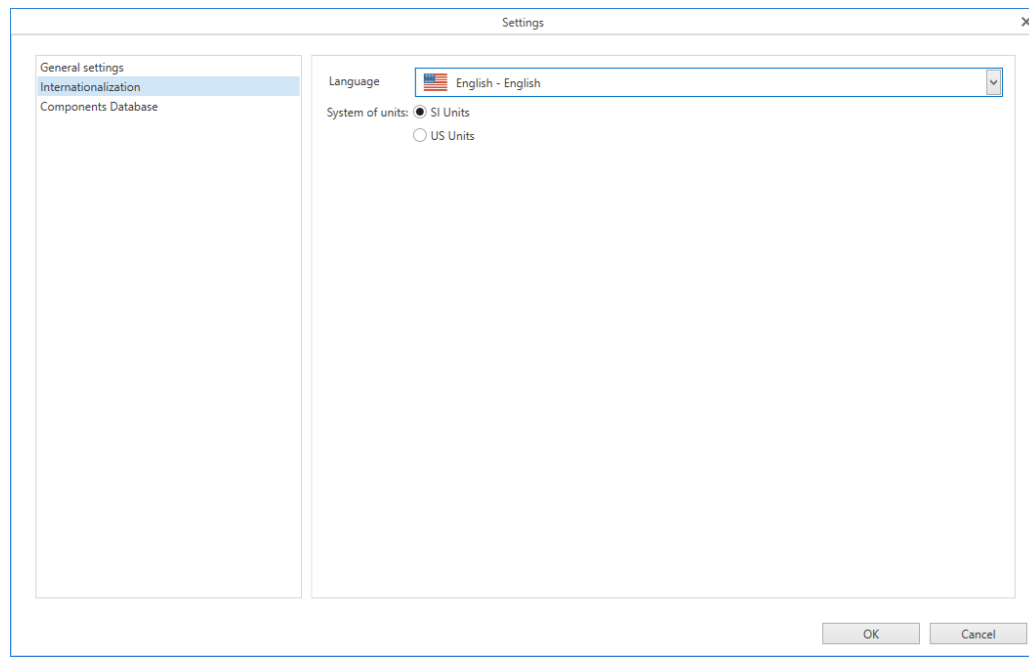 Settings
General settings
Internationalization
Components Database
Language English - English
System of units: SI Units
US Units
OK Cancel